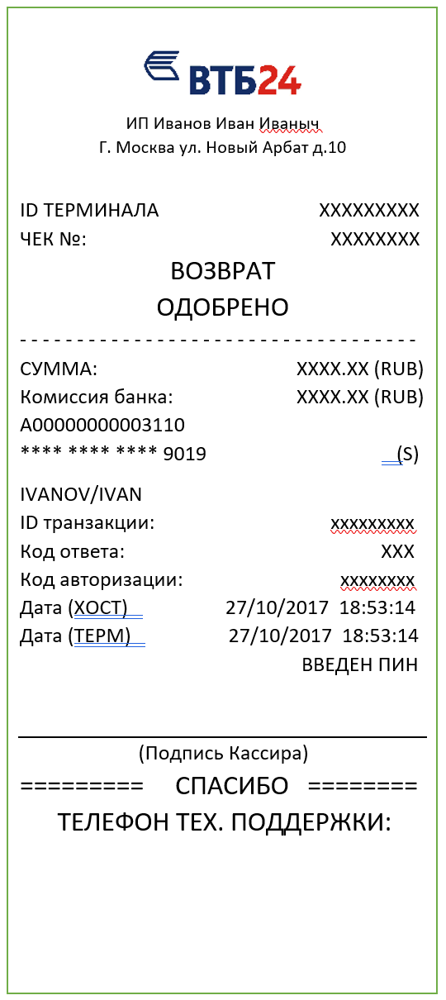 ВТБ24
ИП Иванов Иван Иваныч
Г. Москва ул. Новый Арбат д.10
ID ТЕРМИНАЛА XXXXXXXXX
ЧЕК №: XXXXXXXX
ВОЗВРАТ
ОДОБРЕНО
- - - - - - - - - - - - - - - - - - - - - - - - - - - - - - - - - - -
СУММА: XXXX.XX (RUB)
Комиссия банка: XXXX.XX (RUB)
A00000000003110
**** **** **** 9019 (S)
IVANOV/IVAN
ID транзакции: xxxxxxxxx
Код ответа: XXX
Код авторизации: xxxxxxxx
Дата (ХОСТ) 27/10/2017 18:53:14
Дата (ТЕРМ) 27/10/2017 18:53:14
ВВЕДЕН ПИН
(Подпись Кассира)
========= СПАСИБО ========
ТЕЛЕФОН ТЕХ. ПОДДЕРЖКИ: